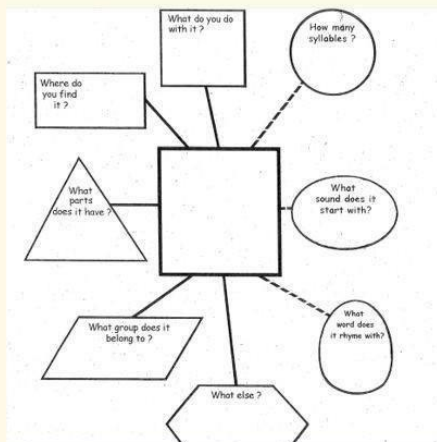 What do you do
with it ?
How many
syllables ?
Where do
you find
it ?
What
parts
does it have ?
What
sound does it
start with?
What group does it
belong to ?
What
word does
it rhyme with?
What else ?